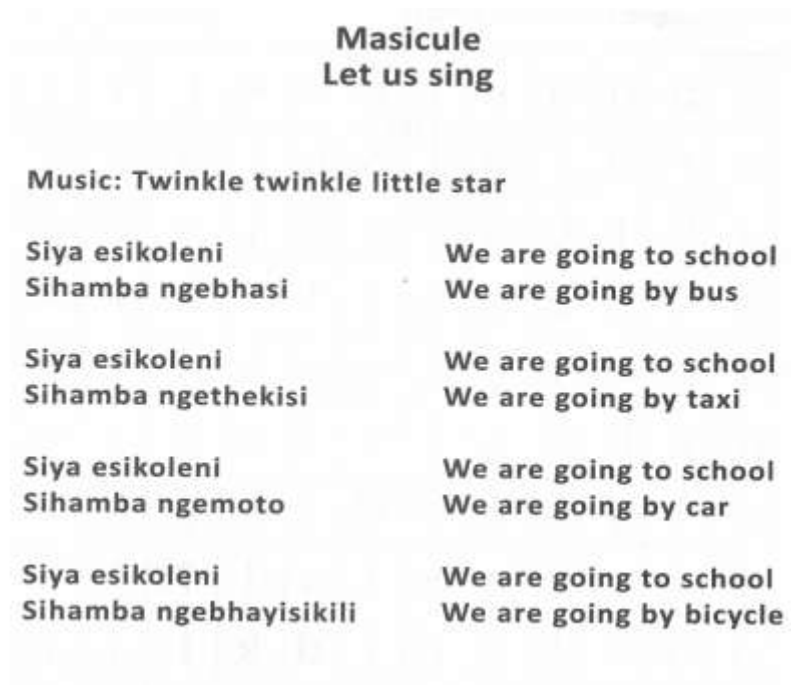 Masicule
Let us sing
Music: Twinkle twinkle little star
Siya esikoleni We are going to school
Sihamba ngebhasi We are going by bus
Siya esikoleni We are going to school
Sihamba ngethekisi We are going by taxi
Siya esikoleni We are going to school
Sihamba ngemoto We are going by car
Siya esikoleni We are going to school
Sihamba ngebhayisikili We are going by bicycle